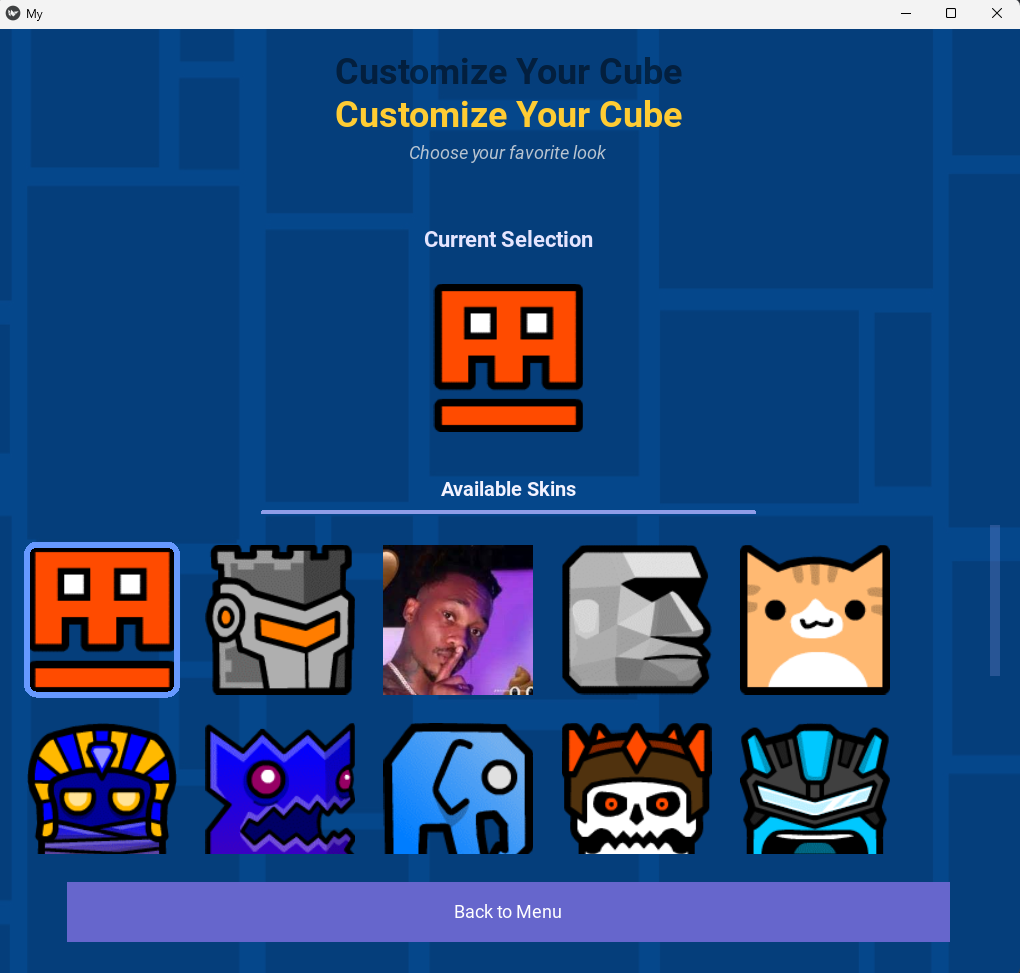 My
Customize Your Cube
Customize Your Cube
Choose your favorite look
Current Selection
Available Skins
Back to Menu